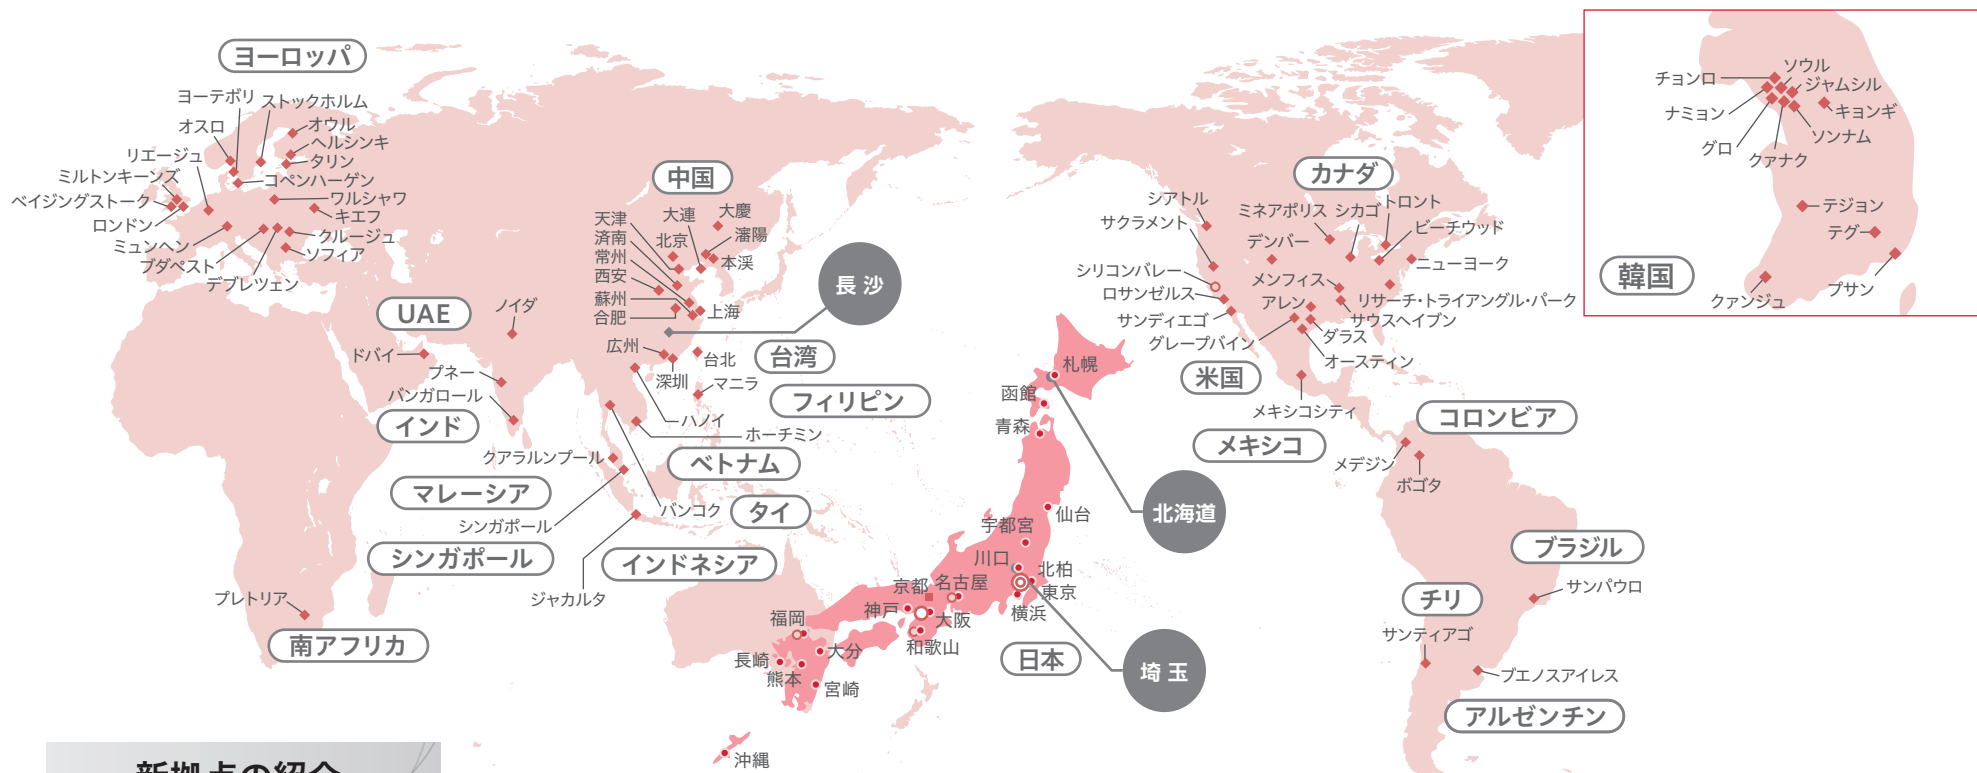 ヨーロッパ
ヨーテボリ
ストックホルム
オスロ
オウル
ヘルシンキ
リエージュ
タリン
ミルトンキーンズ
コペンハーゲン
ベイジングストーク
ワルシャワ
ロンドン
キエフ
ミュンヘン
クルージュ
ブダペスト
ソフィア
デブレツェン
UAE
ドバイ
ノイダ
プネー
バンガロール
インド
中国
天津
大連
大慶
済南
北京
瀋陽
常州
本渓
西安
蘇州
上海
合肥
長沙
広州
台北
台湾
深圳
マニラ
フィリピン
ハノイ
ホーチミン
ベトナム
クアラルンプール
マレーシア
シンガポール
シンガポール
バンコク
タイ
インドネシア
ジャカルタ
プレトリア
南アフリカ
札幌
函館
青森
北海道
仙台
宇都宮
川口
北柏
東京
横浜
京都
名古屋
神戸
大阪
和歌山
福岡
大分
長崎
熊本
宮崎
沖縄
日本
埼玉
カナダ
シアトル
サクラメント
ミネアポリス
シカゴ
トロント
デンバー
ビーチウッド
シリコンバレー
メンフィス
ニューヨーク
ロサンゼルス
アレン
リサーチ・トライアングル・パーク
サンディエゴ
サウスヘイブン
グレープバイン
ダラス
オースティン
米国
メキシコシティ
メキシコ
コロンビア
メデジン
ボゴタ
ブラジル
サンパウロ
チリ
サンティアゴ
ブエノスアイレス
アルゼンチン
ソウル
チョンロ
ジャムシル
ナミョン
キョンギ
グロ
ソンナム
クァナク
テジョン
テグ
韓国
クァンジュ
プサン
新拠点の紹介